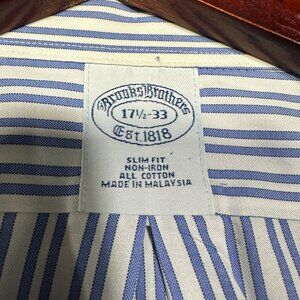 Brooks Brothers
17½-33
Est. 1818
SLIM FIT
NON-IRON
ALL COTTON
MADE IN MALAYSIA